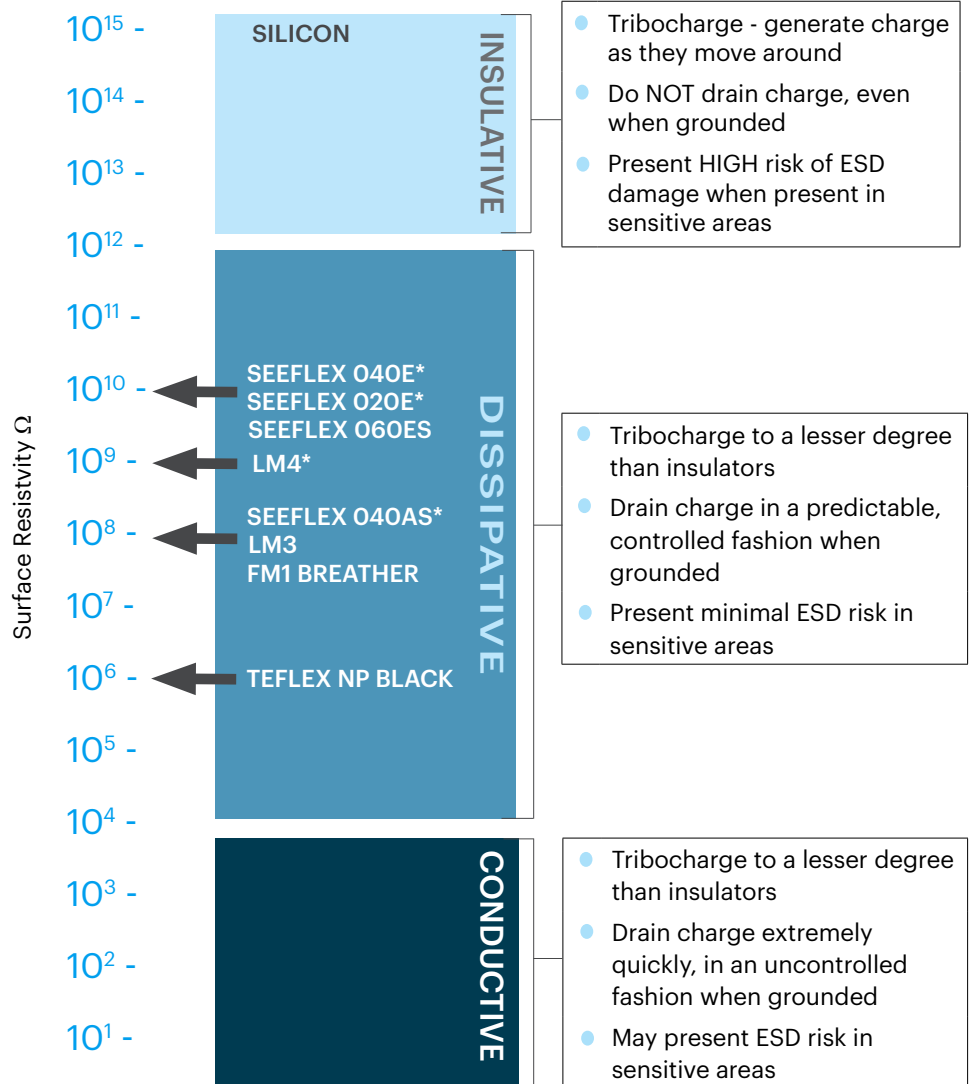 10¹⁵ -
10¹⁴ -
10¹³ -
10¹² -
10¹¹ -
10¹⁰ -
10⁹ -
10⁸ -
10⁷ -
10⁶ -
10⁵ -
10⁴ -
10³ -
10² -
10¹ -
Surface Resistvity Ω
SILICON
INSULATIVE
Tribocharge - generate charge
as they move around
Do NOT drain charge, even
when grounded
Present HIGH risk of ESD
damage when present in
sensitive areas
SEEFLEX 040E*
SEEFLEX 020E*
SEEFLEX 060ES
LM4*
SEEFLEX 040AS*
LM3
FM1 BREATHER
TEFLEX NP BLACK
DISSIPATIVE
Tribocharge to a lesser degree
than insulators
Drain charge in a predictable,
controlled fashion when
grounded
Present minimal ESD risk in
sensitive areas
CONDUCTIVE
Tribocharge to a lesser degree
than insulators
Drain charge extremely
quickly, in an uncontrolled
fashion when grounded
May present ESD risk in
sensitive areas